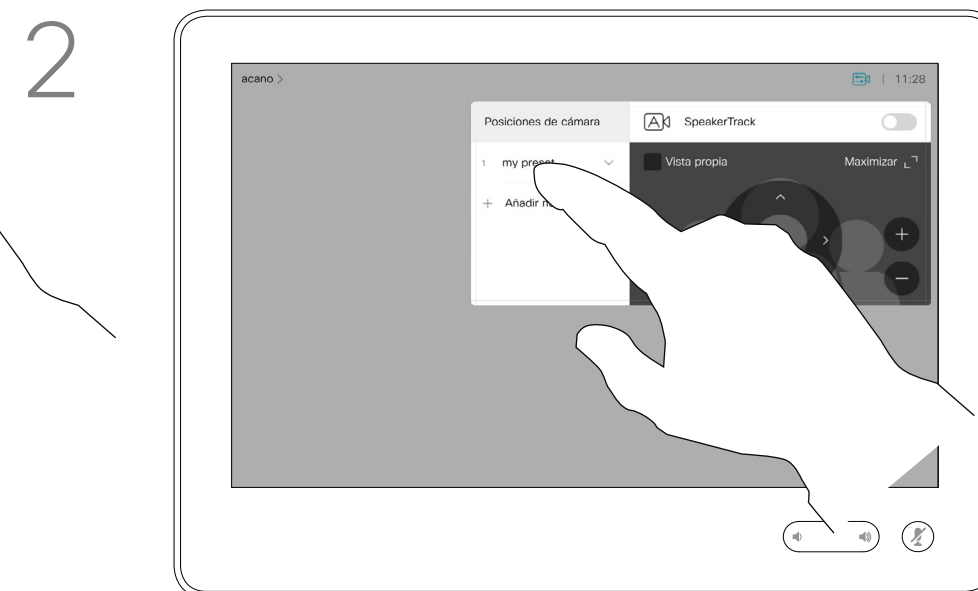 2
acano >
11:28
Posiciones de cámara
SpeakerTrack
1 my preset
Vista propia
Maximizar
+ Añadir